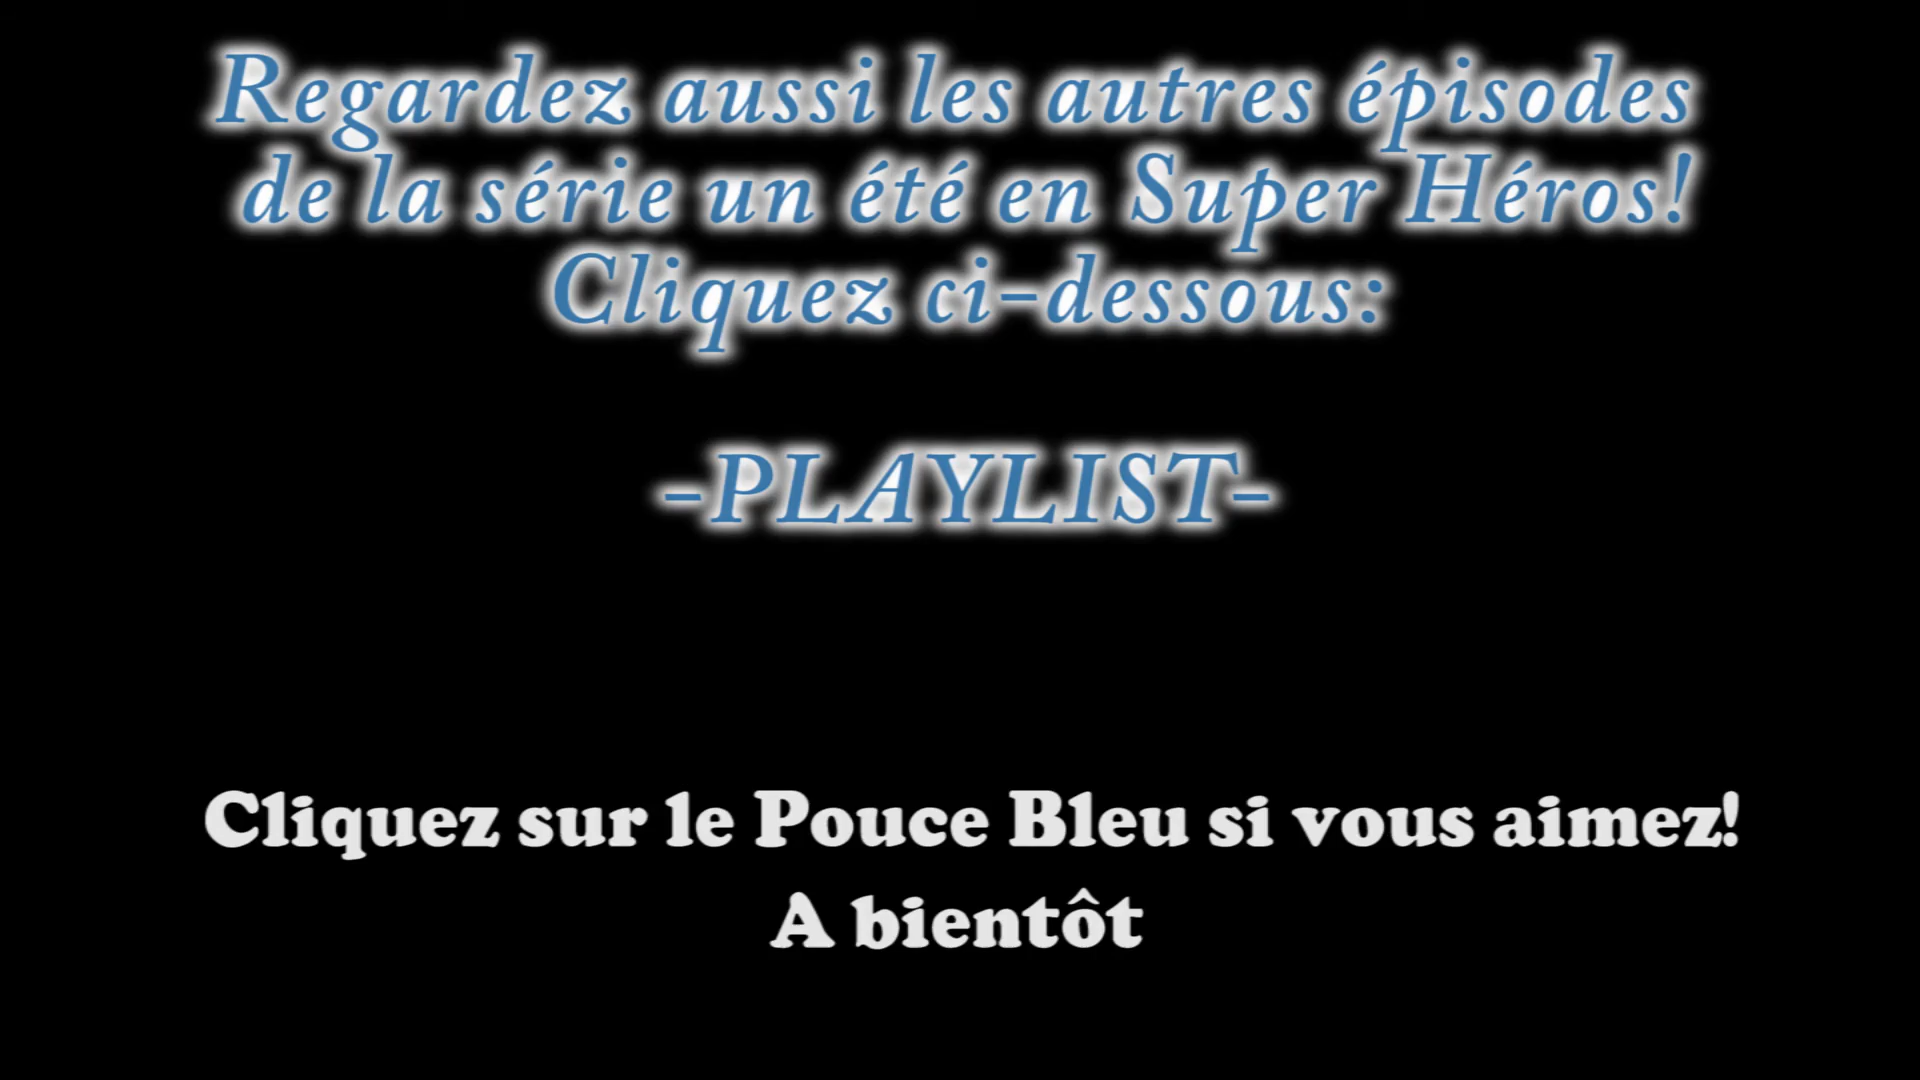 Regardez aussi les autres épisodes
de la série un été en Super Héros!
Cliquez ci-dessous:
-PLAYLIST-
Cliquez sur le Pouce Bleu si vous aimez!
A bientôt